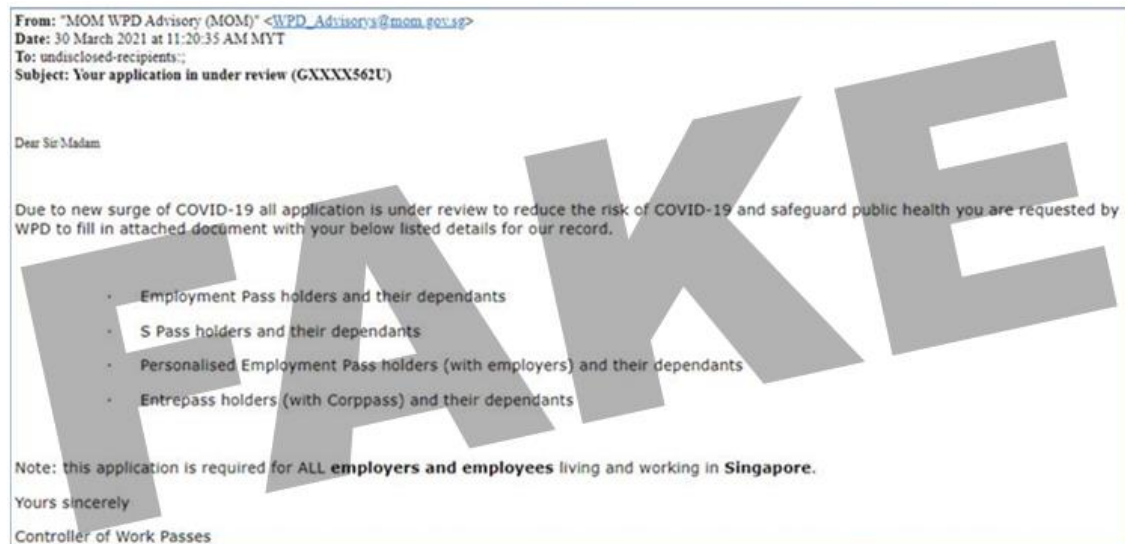 From: "MOM WPD Advisory (MOM)" <WPD_Advisorys@mom.gov.sg>
Date: 30 March 2021 at 11:20:35 AM MYT
To: undisclosed-recipients:;
Subject: Your application in under review (GXXXX562U)
Dear Sir/Madam
Due to new surge of COVID-19 all application is under review to reduce the risk of COVID-19 and safeguard public health you are requested by
WPD to fill in attached document with your below listed details for our record.
· Employment Pass holders and their dependants
· S Pass holders and their dependants
· Personalised Employment Pass holders (with employers) and their dependants
· Entrepass holders (with Corppass) and their dependants
Note: this application is required for ALL employers and employees living and working in Singapore.
Yours sincerely
Controller of Work Passes
FAKE